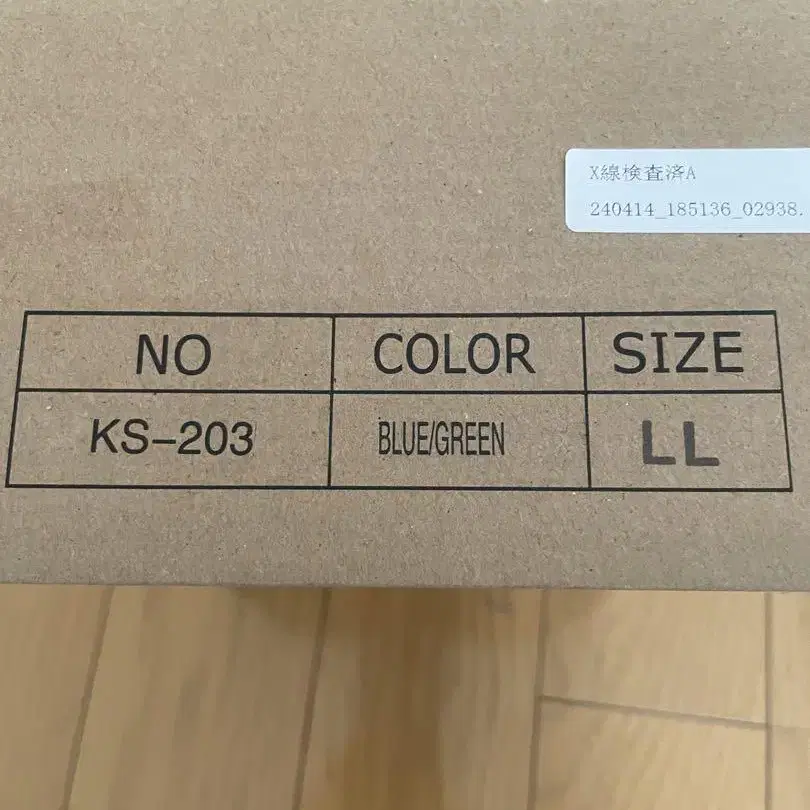 X線検査済A
240414_185136_02938.
NO COLOR SIZE
KS-203 BLUE/GREEN LL